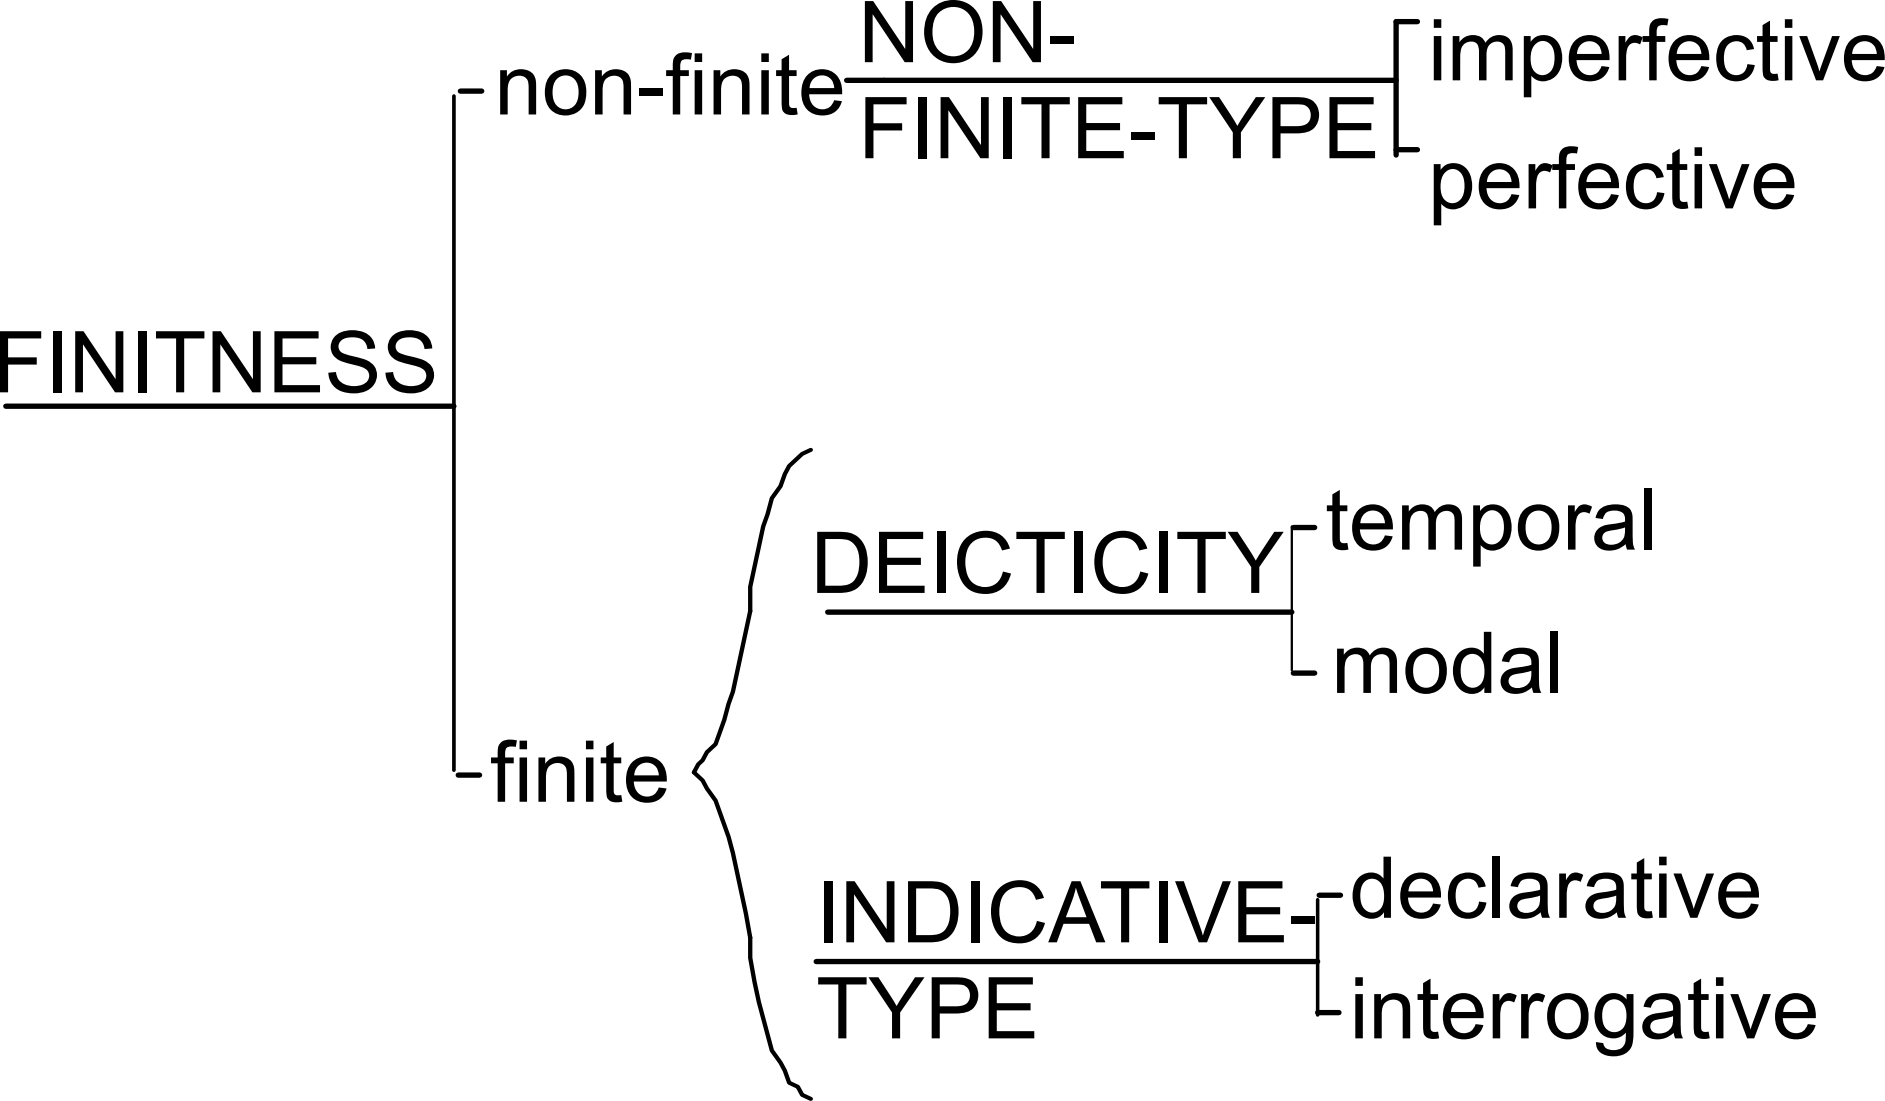 NON-
FINITE-TYPE
non-finite
imperfective
perfective
FINITNESS
DEICTICITY
temporal
modal
finite
INDICATIVE-
TYPE
declarative
interrogative